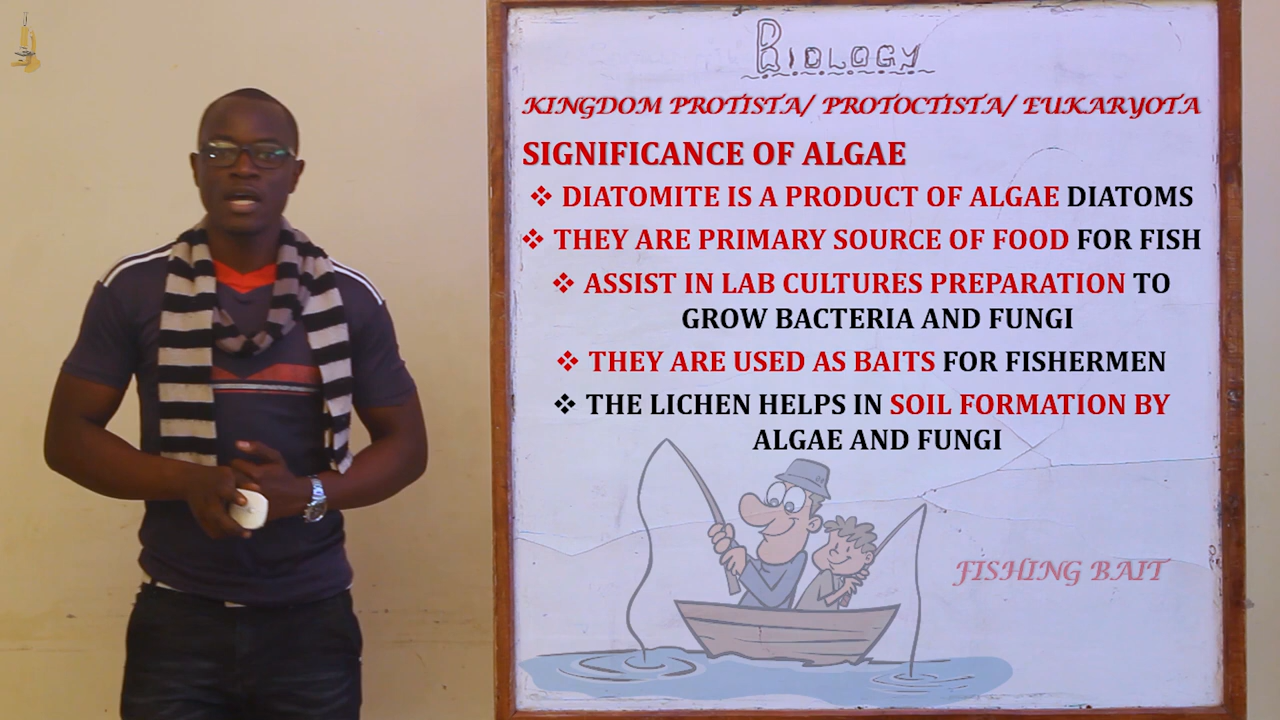 BIOLOGY
KINGDOM PROTISTA/ PROTOCTISTA/ EUKARYOTA
SIGNIFICANCE OF ALGAE
❖ DIATOMITE IS A PRODUCT OF ALGAE DIATOMS
❖ THEY ARE PRIMARY SOURCE OF FOOD FOR FISH
❖ ASSIST IN LAB CULTURES PREPARATION TO
GROW BACTERIA AND FUNGI
❖ THEY ARE USED AS BAITS FOR FISHERMEN
❖ THE LICHEN HELPS IN SOIL FORMATION BY
ALGAE AND FUNGI
FISHING BAIT